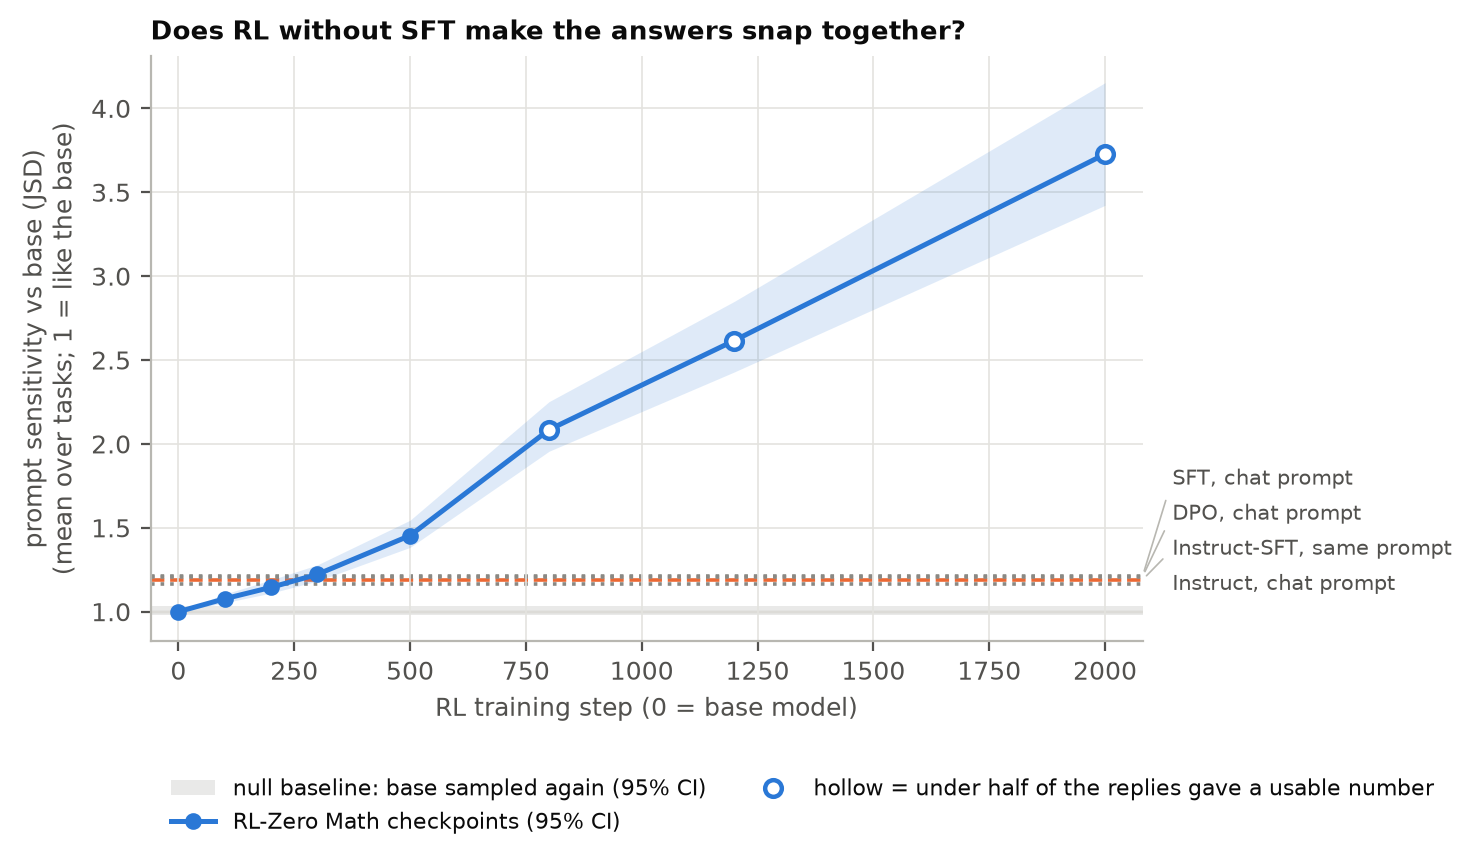 Does RL without SFT make the answers snap together?
prompt sensitivity vs base (JSD)
(mean over tasks; 1 = like the base)
4.0
3.5
3.0
2.5
2.0
1.5
1.0
SFT, chat prompt
DPO, chat prompt
Instruct-SFT, same prompt
Instruct, chat prompt
0 250 500 750 1000 1250 1500 1750 2000
RL training step (0 = base model)
null baseline: base sampled again (95% CI)
RL-Zero Math checkpoints (95% CI)
hollow = under half of the replies gave a usable number